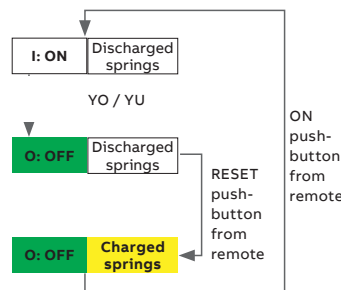 I: ON
Discharged
springs
YO / YU
O: OFF
Discharged
springs
RESET
push-
button
from
remote
ON
push-
button
from
remote
O: OFF
Charged
springs